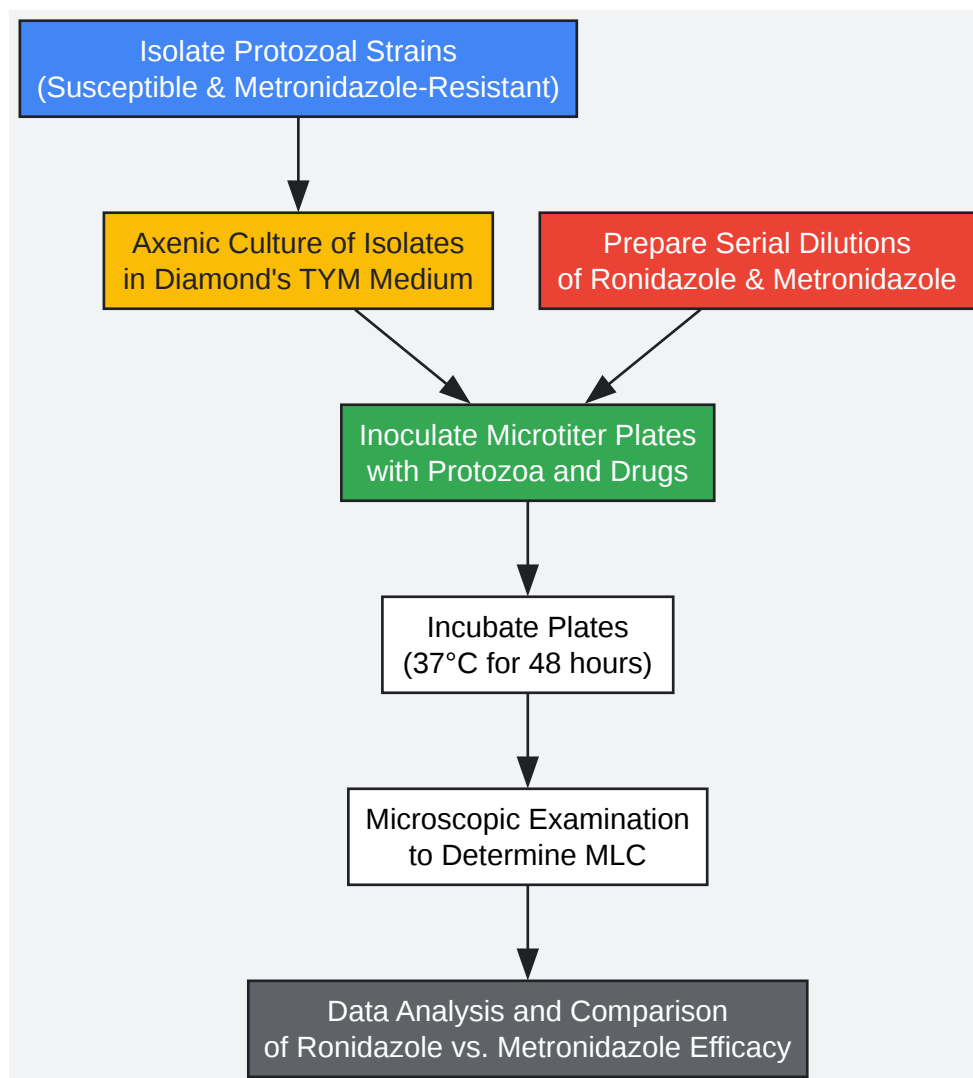 Isolate Protozoal Strains
(Susceptible & Metronidazole-Resistant)
Axenic Culture of Isolates
in Diamond's TYM Medium
Prepare Serial Dilutions
of Ronidazole & Metronidazole
Inoculate Microtiter Plates
with Protozoa and Drugs
Incubate Plates
(37°C for 48 hours)
Microscopic Examination
to Determine MLC
Data Analysis and Comparison
of Ronidazole vs. Metronidazole Efficacy